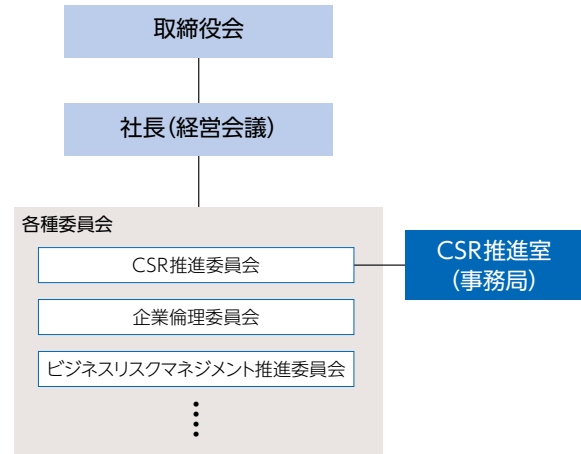 取締役会
社長（経営会議）
各種委員会
CSR推進委員会
企業倫理委員会
ビジネスリスクマネジメント推進委員会
CSR推進室
（事務局）